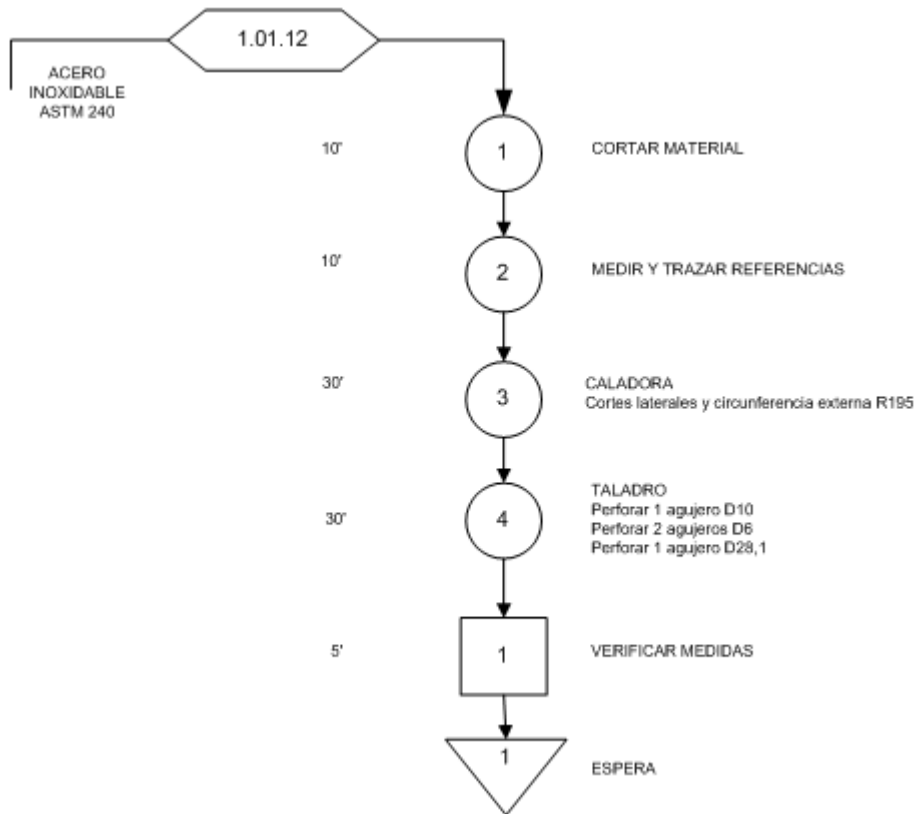 1.01.12
ACERO
INOXIDABLE
ASTM 240
10'
1
CORTAR MATERIAL
10'
2
MEDIR Y TRAZAR REFERENCIAS
30'
3
CALADORA
Cortes laterales y circunferencia externa R195
30'
4
TALADRO
Perforar 1 agujero D10
Perforar 2 agujeros D6
Perforar 1 agujero D28,1
5'
1
VERIFICAR MEDIDAS
1
ESPERA